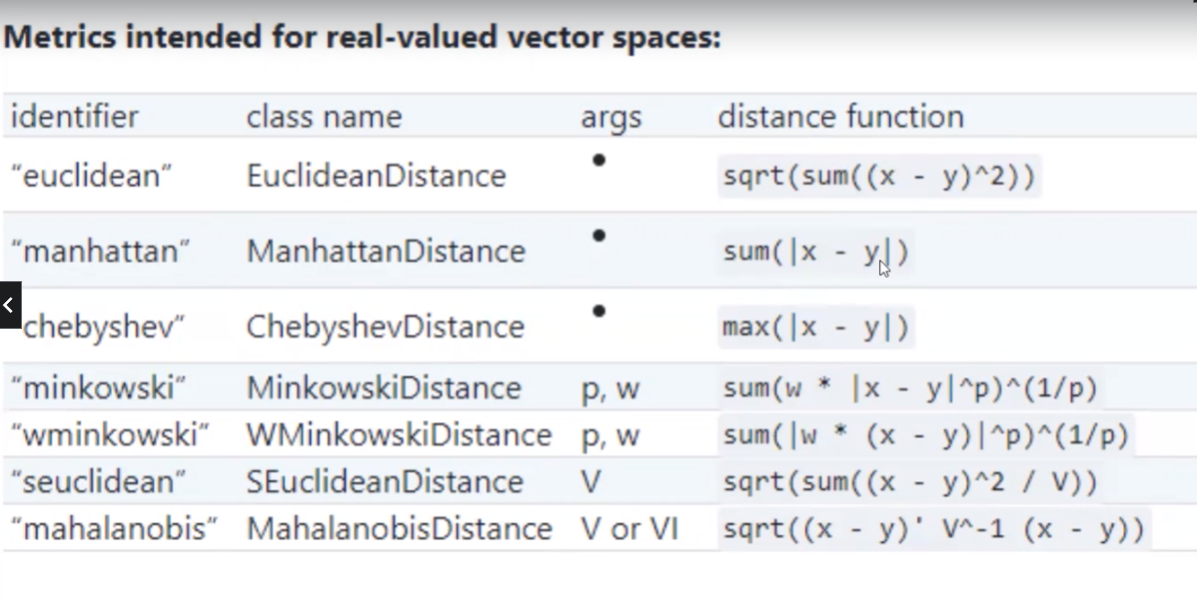 Metrics intended for real-valued vector spaces:
identifier class name args distance function
“euclidean” EuclideanDistance • sqrt(sum((x - y)^2))
“manhattan” ManhattanDistance • sum(|x - y|)
chebyshev” ChebyshevDistance • max(|x - y|)
“minkowski” MinkowskiDistance p, w sum(w * |x - y|^p)^(1/p)
“wminkowski” WMinkowskiDistance p, w sum(|w * (x - y)|^p)^(1/p)
“seuclidean” SEuclideanDistance V sqrt(sum((x - y)^2 / V))
“mahalanobis” MahalanobisDistance V or VI sqrt((x - y)' V^-1 (x - y))